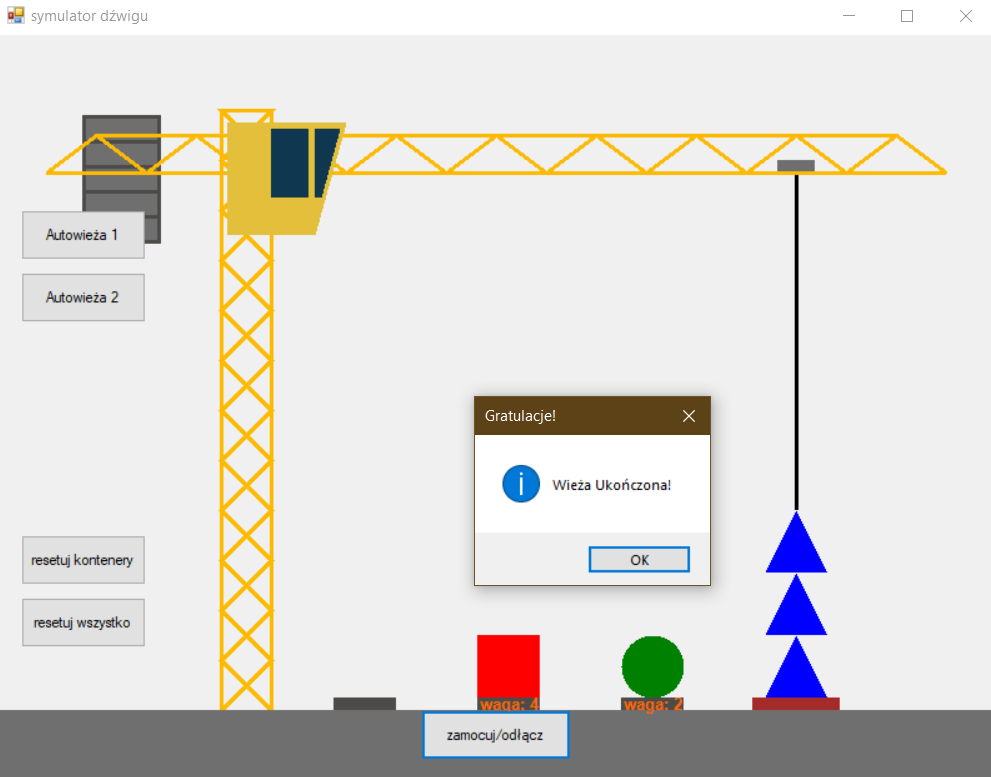 symulator dźwigu
Autowieża 1
Autowieża 2
Gratulacje!
Wieża Ukończona!
OK
resetuj kontenery
resetuj wszystko
waga: 4
waga: 2
zamocuj/odłącz